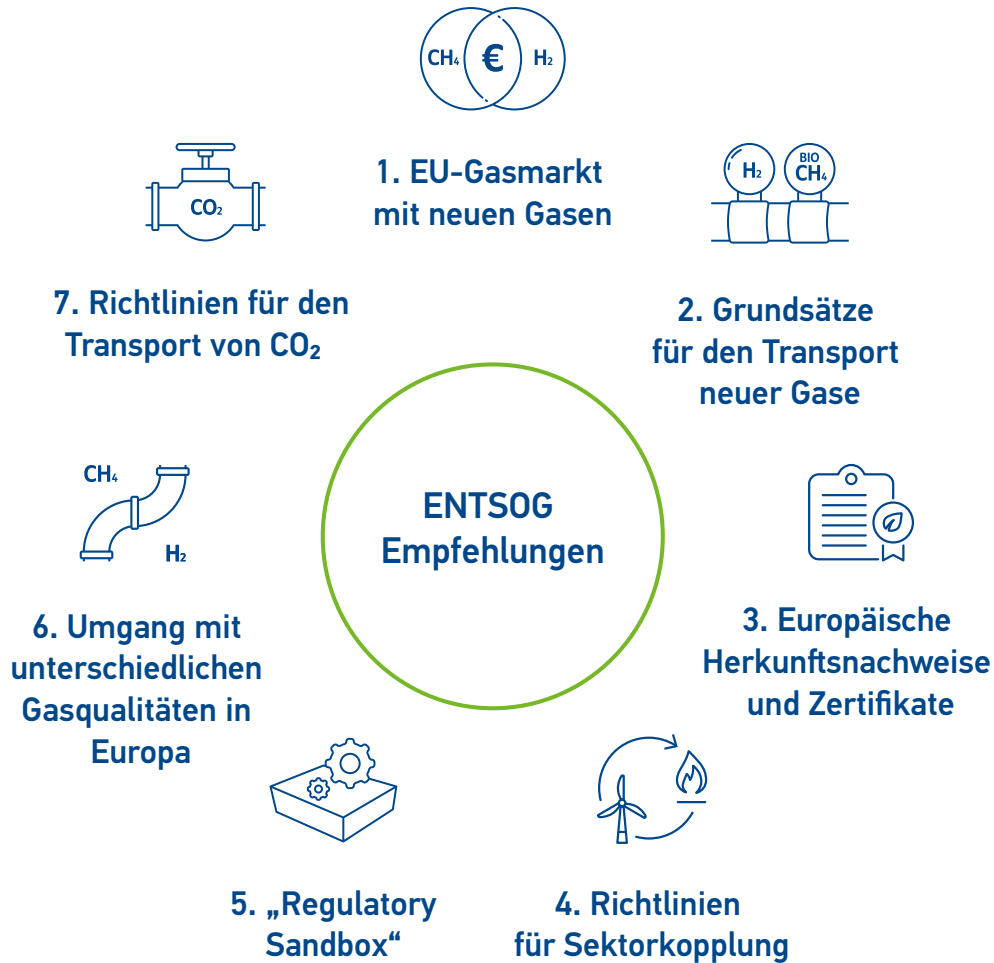 CH₄ € H₂
1. EU-Gasmarkt
mit neuen Gasen
H₂
BIO
CH₄
2. Grundsätze
für den Transport
neuer Gase
3. Europäische
Herkunftsnachweise
und Zertifikate
4. Richtlinien
für Sektorkopplung
5. „Regulatory
Sandbox“
CH₄
H₂
6. Umgang mit
unterschiedlichen
Gasqualitäten in
Europa
CO₂
7. Richtlinien für den
Transport von CO₂
ENTSOG
Empfehlungen